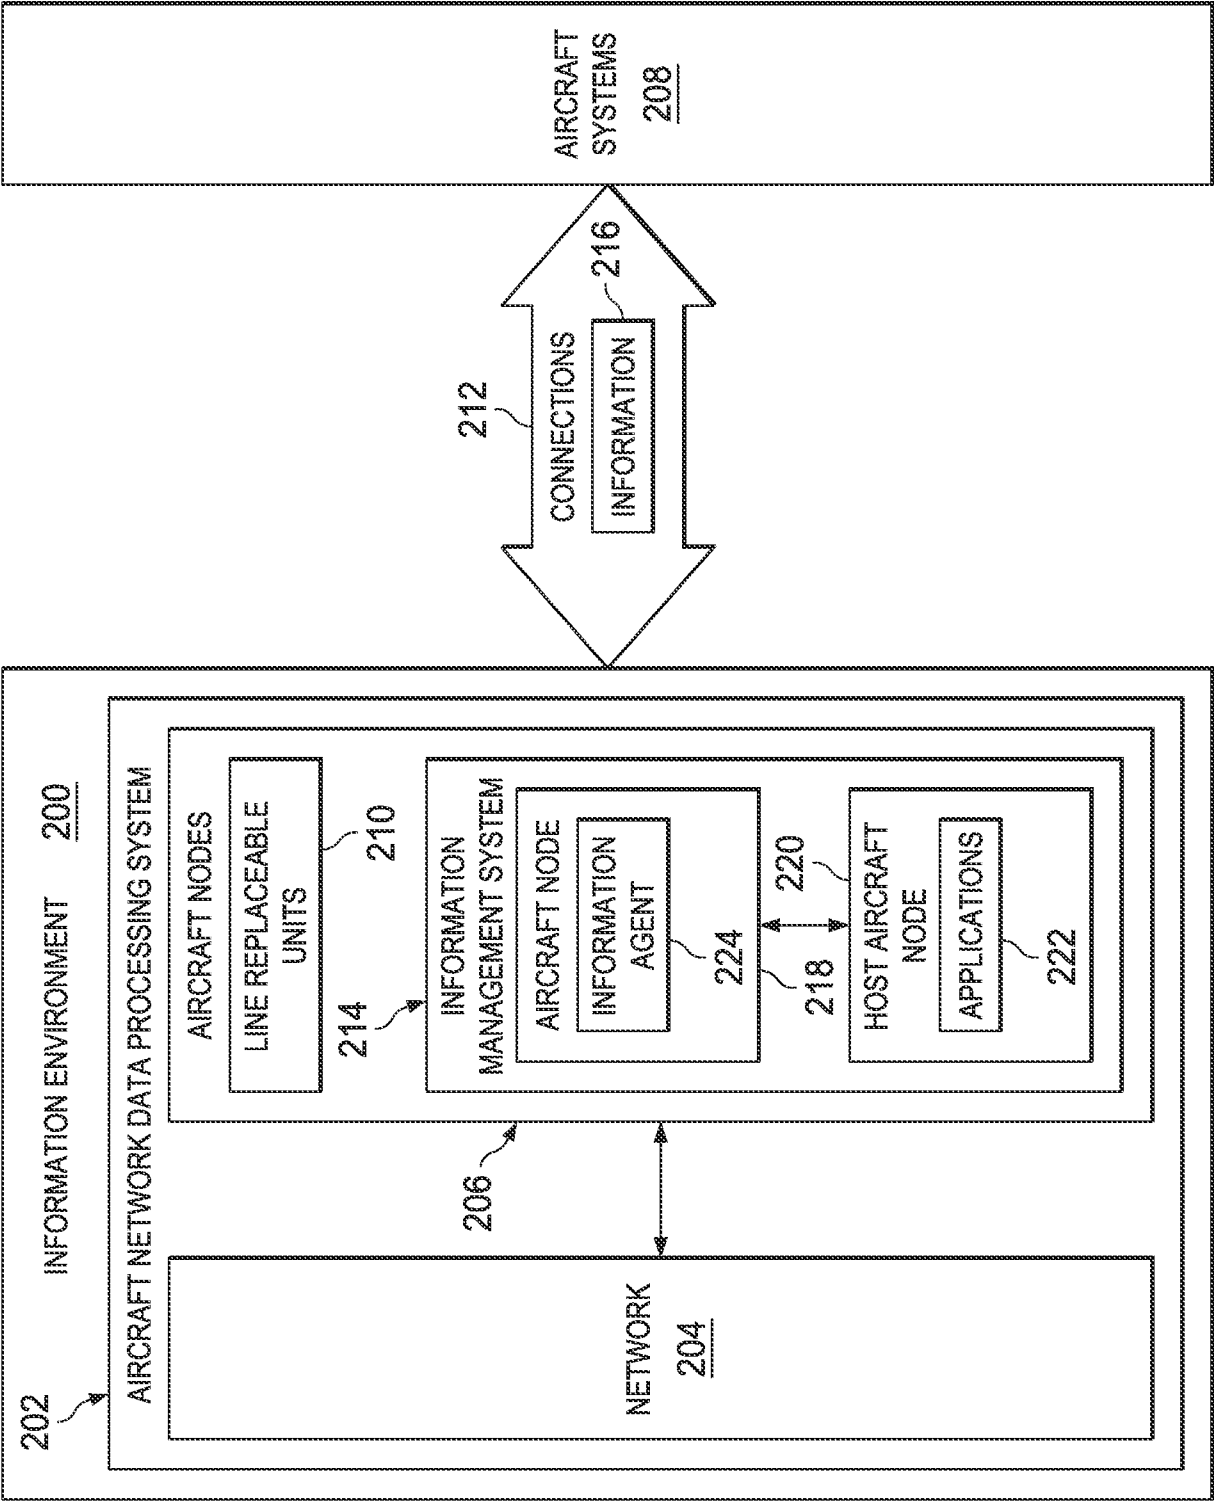 INFORMATION ENVIRONMENT
200
202
AIRCRAFT NETWORK DATA PROCESSING SYSTEM
NETWORK
204
206
AIRCRAFT NODES
LINE REPLACEABLE
UNITS
210
214
INFORMATION
MANAGEMENT SYSTEM
AIRCRAFT NODE
INFORMATION
AGENT
224
218
220
HOST AIRCRAFT
NODE
APPLICATIONS
222
212
CONNECTIONS
INFORMATION
216
AIRCRAFT
SYSTEMS
208